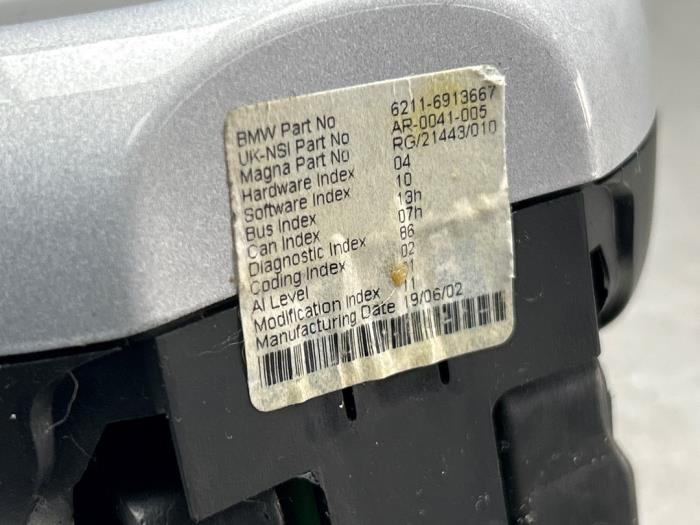 BMW Part No 6211-6913667
UK-NSI Part No AR-0041-005
Magna Part No RG/21443/010
Hardware Index 04
Software Index 10
Bus Index 13h
Can Index 07h
Diagnostic Index 86
Coding Index 02
AI Level
Modification Index 11
Manufacturing Date 19/06/02